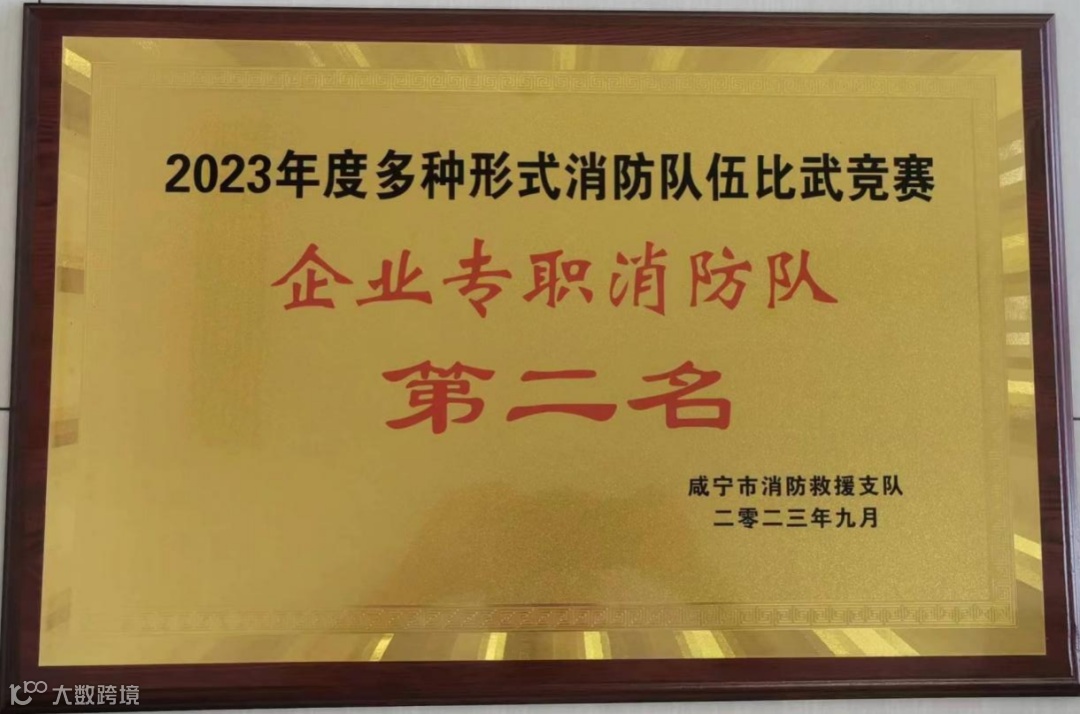 2023年度多种形式消防队伍比武竞赛
企业专职消防队
第二名
咸宁市消防救援支队
二零二三年九月
大数跨境